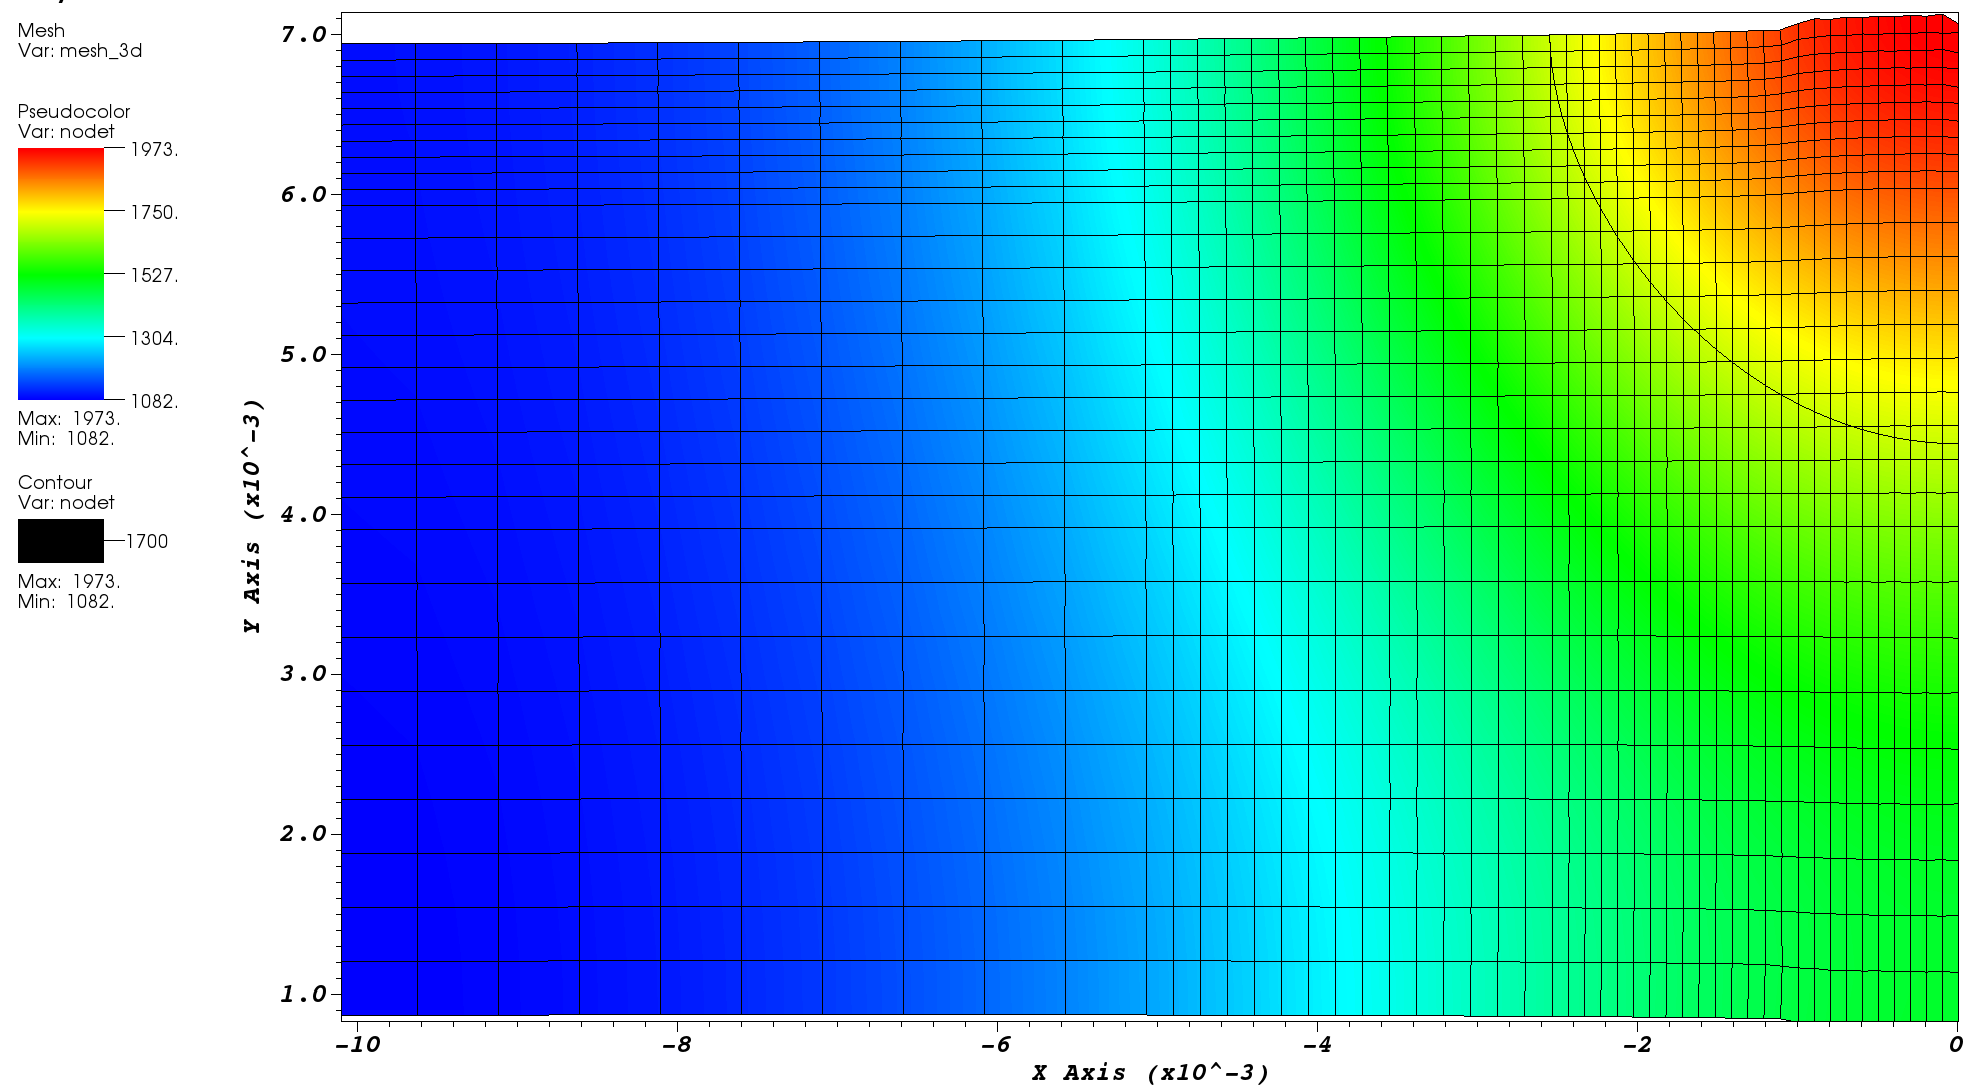 Mesh
Var: mesh_3d
Pseudocolor
Var: nodet
1973.
1750.
1527.
1304.
1082.
Max: 1973.
Min: 1082.
Contour
Var: nodet
1700
Max: 1973.
Min: 1082.
7.0
6.0
5.0
4.0
3.0
2.0
1.0
Y Axis (x10^-3)
-10 -8 -6 -4 -2 0
X Axis (x10^-3)